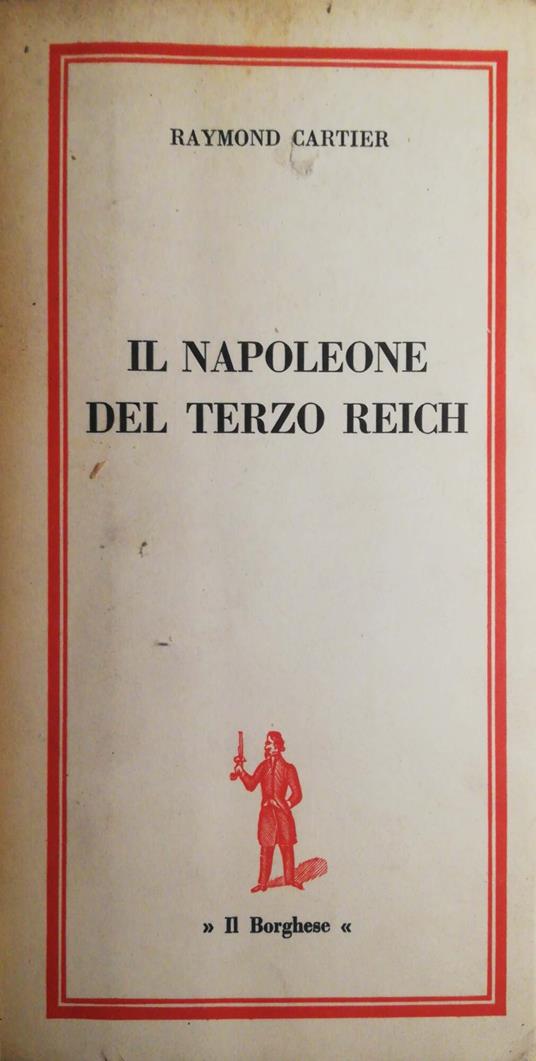 RAYMOND CARTIER
IL NAPOLEONE
DEL TERZO REICH
» Il Borghese «